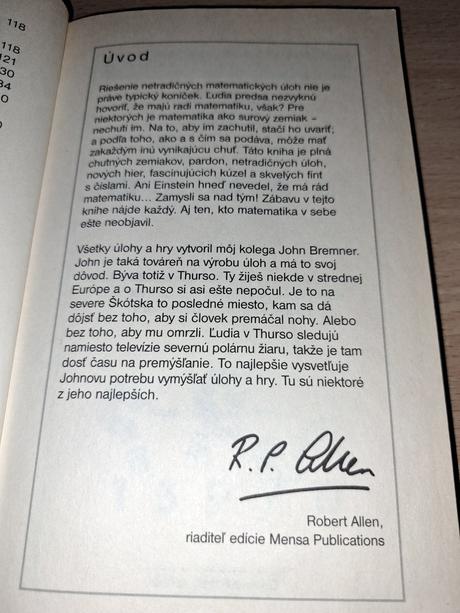 118
118
121
30
34
0
Úvod
Riešenie netradičných matematických úloh nie je
práve typický koníček. Ľudia predsa nezvyknú
hovoriť, že majú radi matematiku, však? Pre
niektorých je matematika ako surový zemiak –
nechutí im. Na to, aby im zachutil, stačí ho uvariť;
a podľa toho, ako a s čím sa podáva, môže mať
zakaždým inú vynikajúcu chuť. Táto kniha je plná
chutných zemiakov, pardon, netradičných úloh,
nových hier, fascinujúcich kúzel a skvelých fint
s číslami. Ani Einstein hneď nevedel, že má rád
matematiku... Zamysli sa nad tým! Zábavu v tejto
knihe nájde každý. Aj ten, kto matematika v sebe
ešte neobjavil.
Všetky úlohy a hry vytvoril môj kolega John Bremner.
John je taká továreň na výrobu úloh a má to svoj
dôvod. Býva totiž v Thurso. Ty žiješ niekde v strednej
Európe a o Thurso si asi ešte nepočul. Je to na
severe Škótska to posledné miesto, kam sa dá
dôjsť bez toho, aby si človek premáčal nohy. Alebo
bez toho, aby mu omrzli. Ľudia v Thurso sledujú
namiesto televízie severnú polárnu žiaru, takže je tam
dosť času na premýšľanie. To najlepšie vysvetľuje
Johnovu potrebu vymýšľať úlohy a hry. Tu sú niektoré
z jeho najlepších.
R. P. Allen
Robert Allen,
riaditeľ edície Mensa Publications